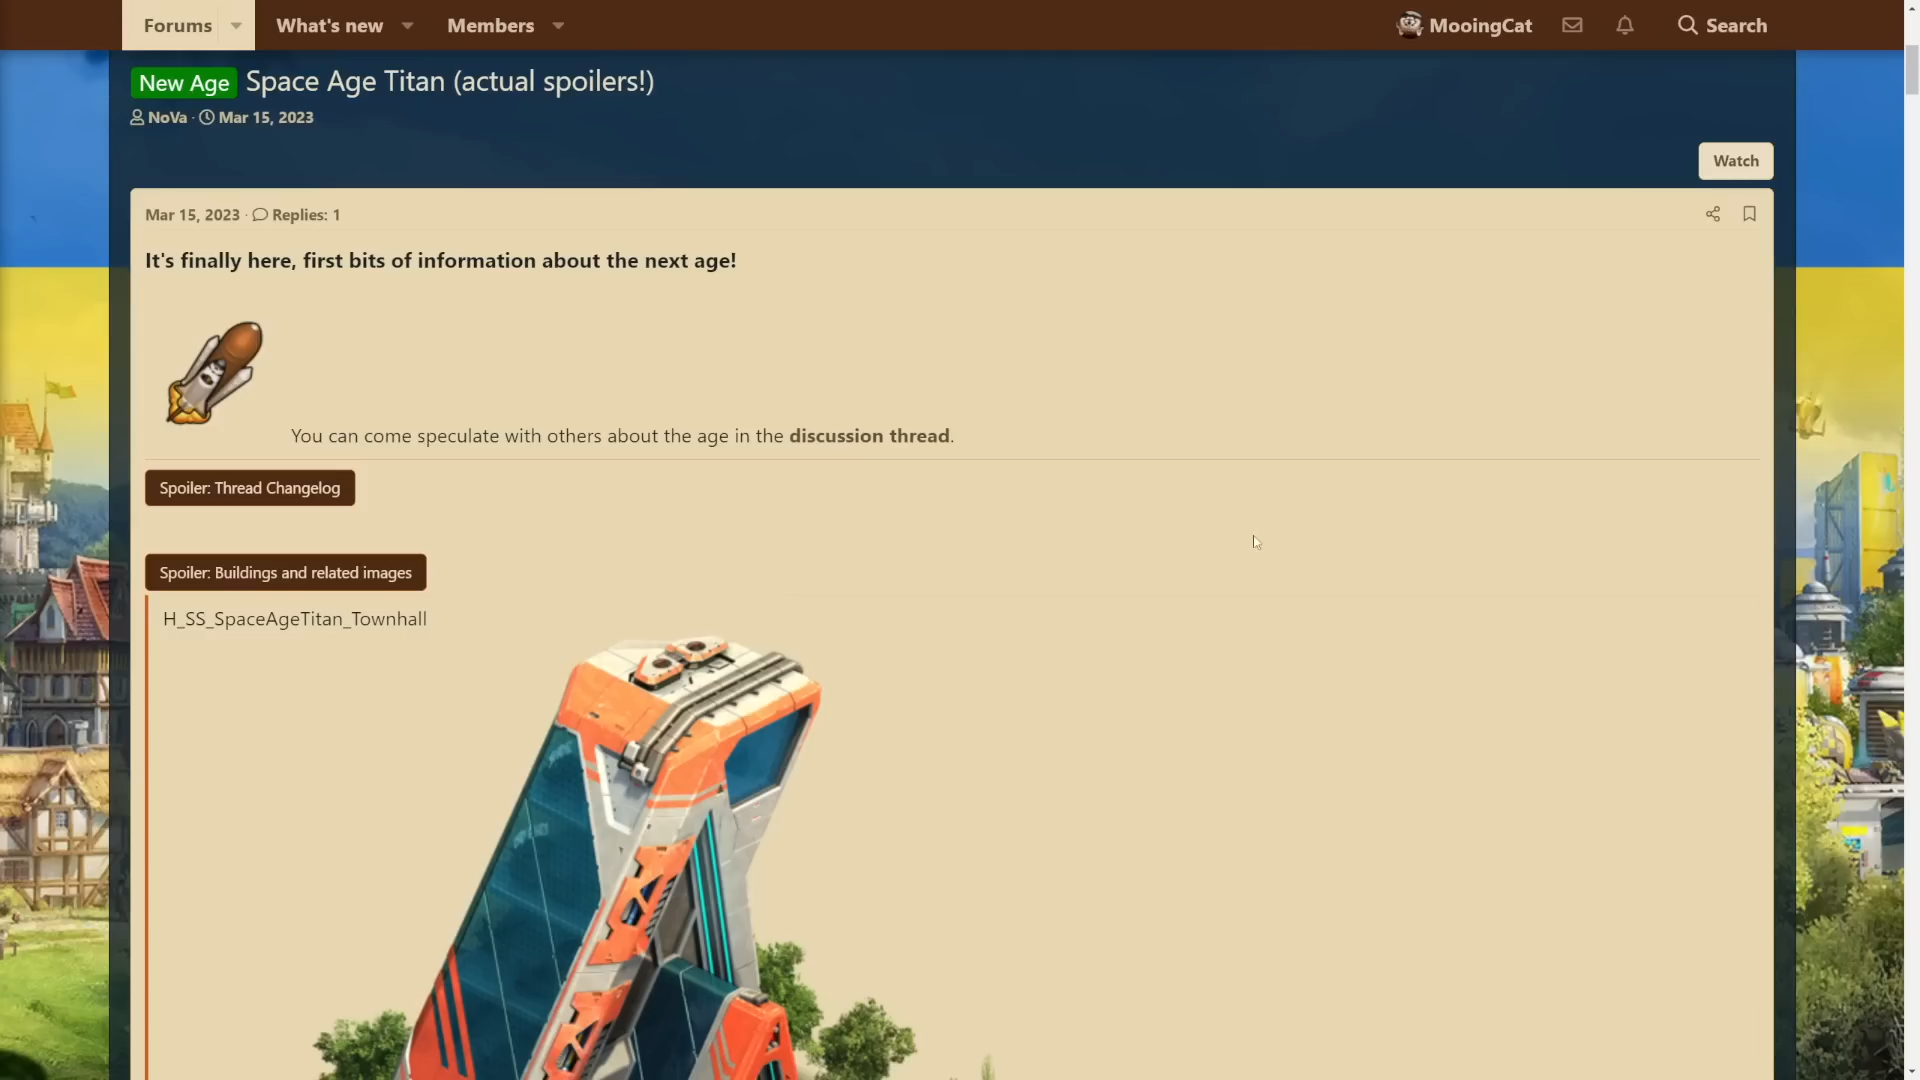 Forums What's new Members MooingCat Search
New Age Space Age Titan (actual spoilers!)
NoVa · Mar 15, 2023
Watch
Mar 15, 2023 · Replies: 1
It's finally here, first bits of information about the next age!
You can come speculate with others about the age in the discussion thread.
Spoiler: Thread Changelog
Spoiler: Buildings and related images
H_SS_SpaceAgeTitan_Townhall